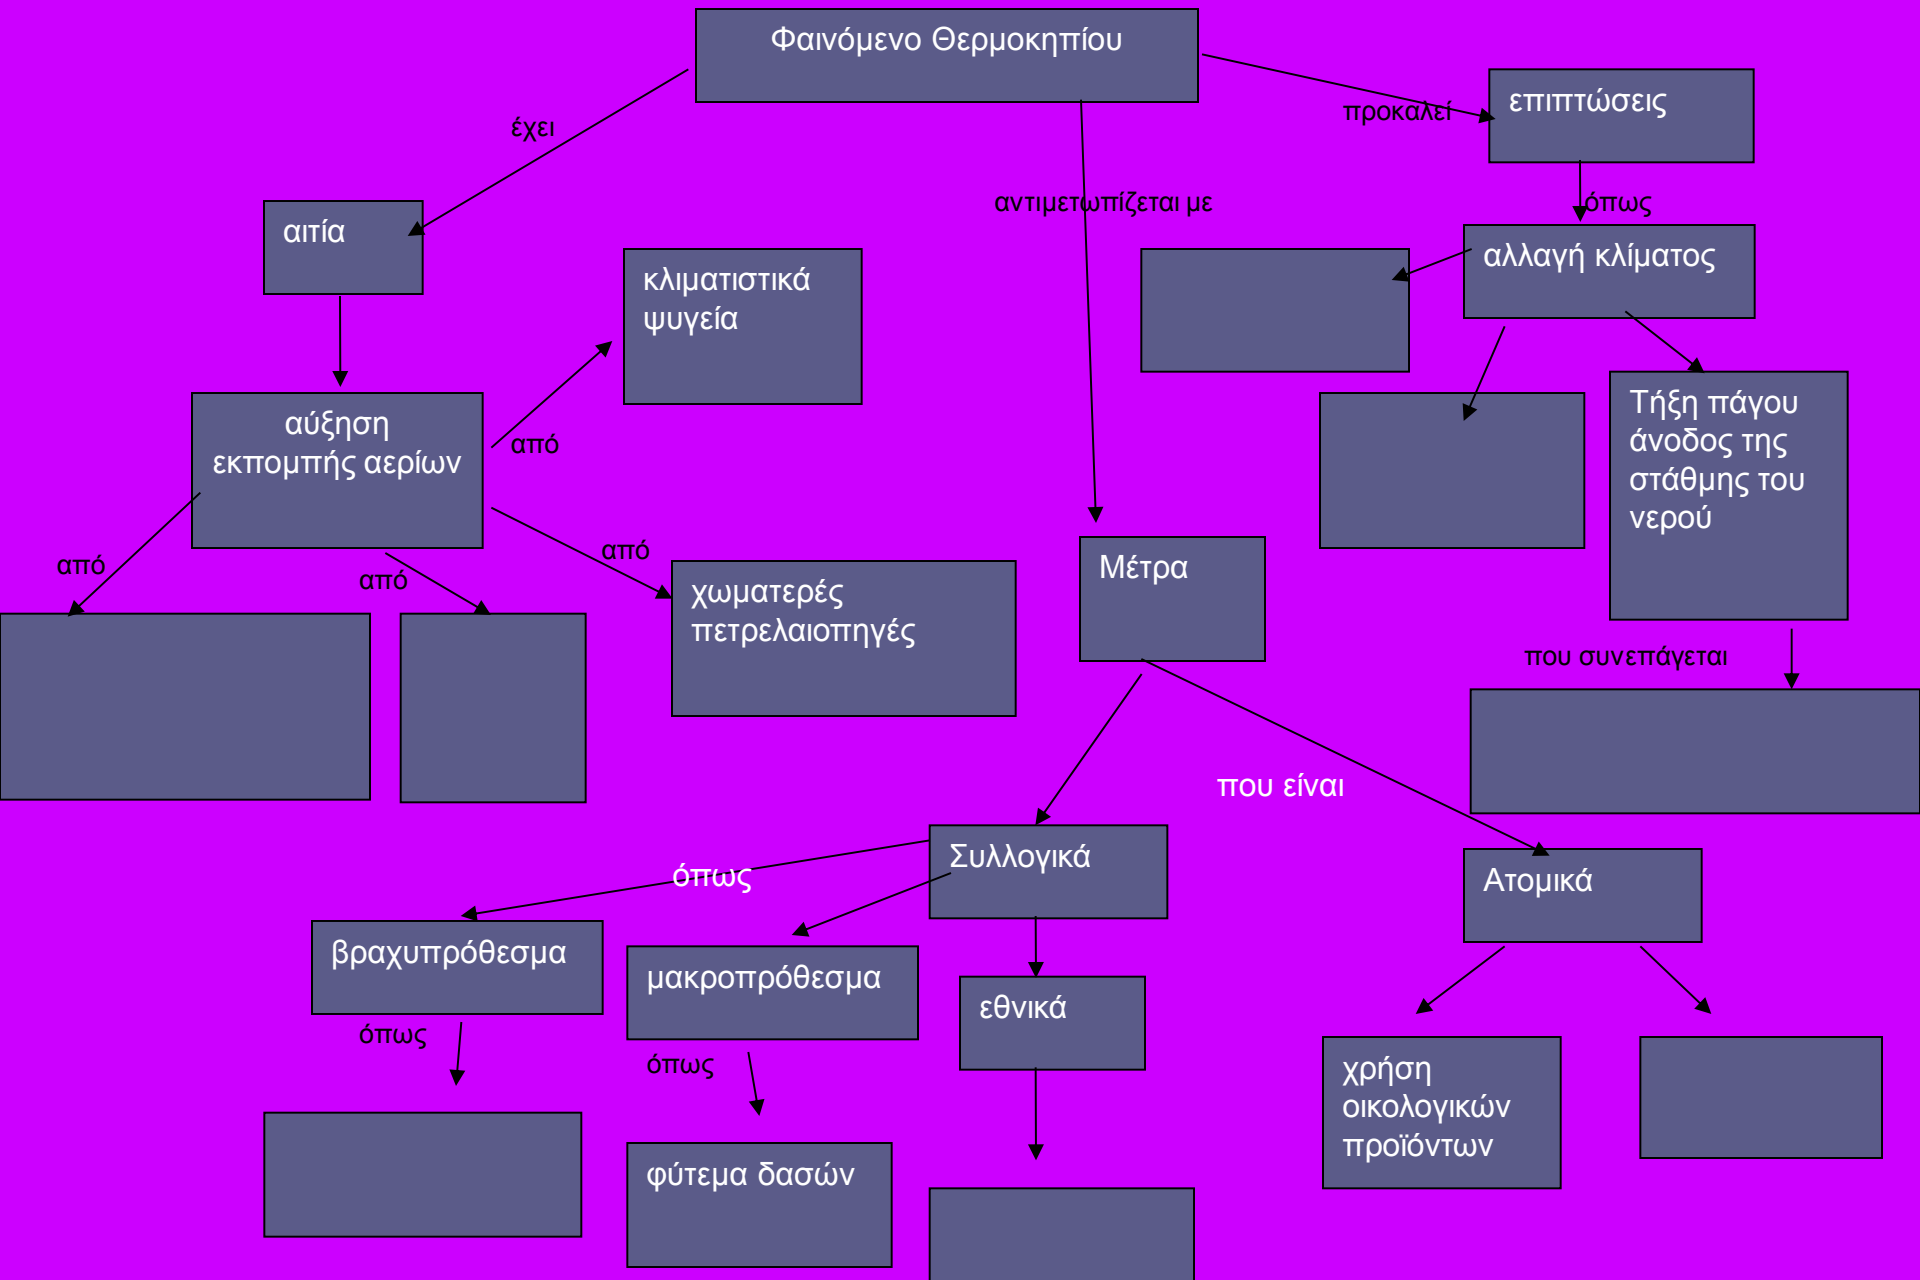 Φαινόμενο Θερμοκηπίου
έχει
προκαλεί
επιπτώσεις
αντιμετωπίζεται με
όπως
αιτία
αλλαγή κλίματος
κλιματιστικά
ψυγεία
αύξηση
εκπομπής αερίων
από
Τήξη πάγου
άνοδος της
στάθμης του
νερού
από
από
από
χωματερές
πετρελαιοπηγές
Μέτρα
που συνεπάγεται
που είναι
Συλλογικά
Ατομικά
όπως
βραχυπρόθεσμα
μακροπρόθεσμα
εθνικά
όπως
όπως
χρήση
οικολογικών
προϊόντων
φύτεμα δασών